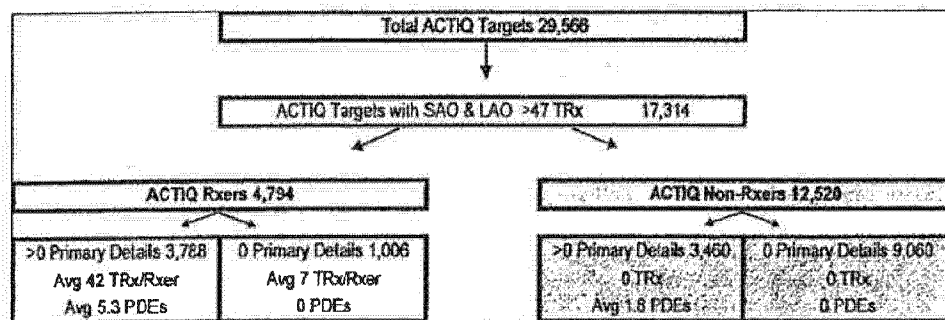 Total ACTIQ Targets 29,566
ACTIQ Targets with SAO & LAO >47 TRx 17,314
ACTIQ Rxers 4,794
ACTIQ Non-Rxers 12,520
>0 Primary Details 3,788
Avg 42 TRx/Rxer
Avg 5.3 PDEs
0 Primary Details 1,006
Avg 7 TRx/Rxer
0 PDEs
>0 Primary Details 3,460
0 TRx
Avg 1.8 PDEs
0 Primary Details 9,060
0 TRx
0 PDEs